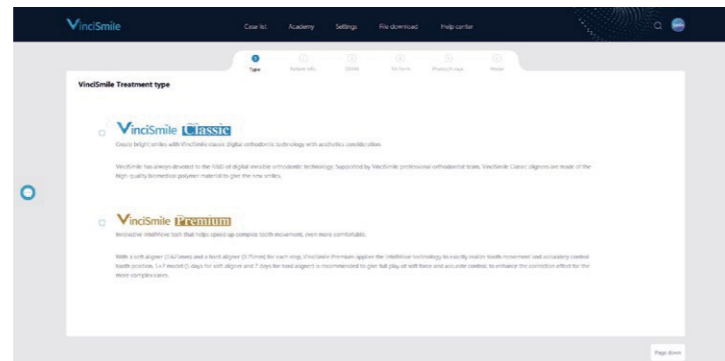 VinciSmile
Case list Academy Settings File download Help center
1
Type Patient info. Product/Case
VinciSmile Treatment type
VinciSmile Classic
Create bright smiles with VinciSmile classic digital orthodontic technology with aesthetics consideration.
VinciSmile has always devoted to the R&D of digital invisible orthodontic technology. Supported by VinciSmile professional orthodontist team, VinciSmile Classic aligners are made of the
high-quality biomedical polymer material to give the new smiles.
VinciSmile Premium
Innovative IntelliMove tech that helps speed up complex tooth movement, even more comfortable.
With a soft aligner and a hard aligner for each step, VinciSmile Premium applies the IntelliMove technology to exactly realize tooth movement and accurately control
tooth position. 5+7 model (5 days for soft aligner and 7 days for hard aligner) is recommended to give full play of soft force and accurate control, to enhance the correction effect for the
more complex cases.
Page down